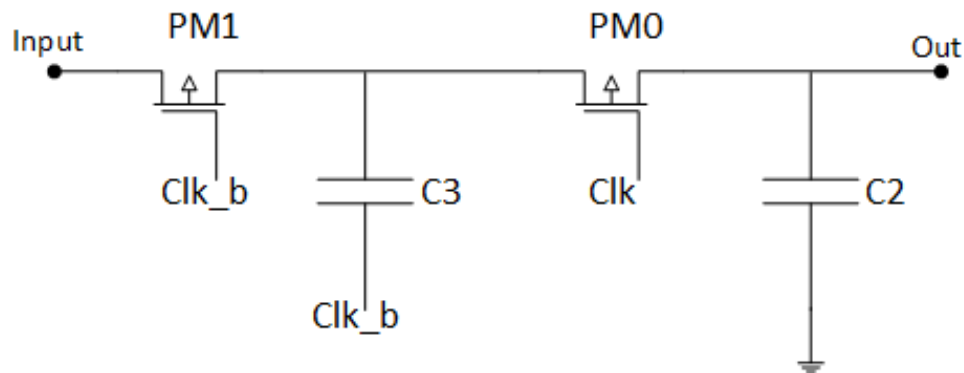 PM1
PM0
Input
Out
Clk_b
C3
Clk
C2
Clk_b